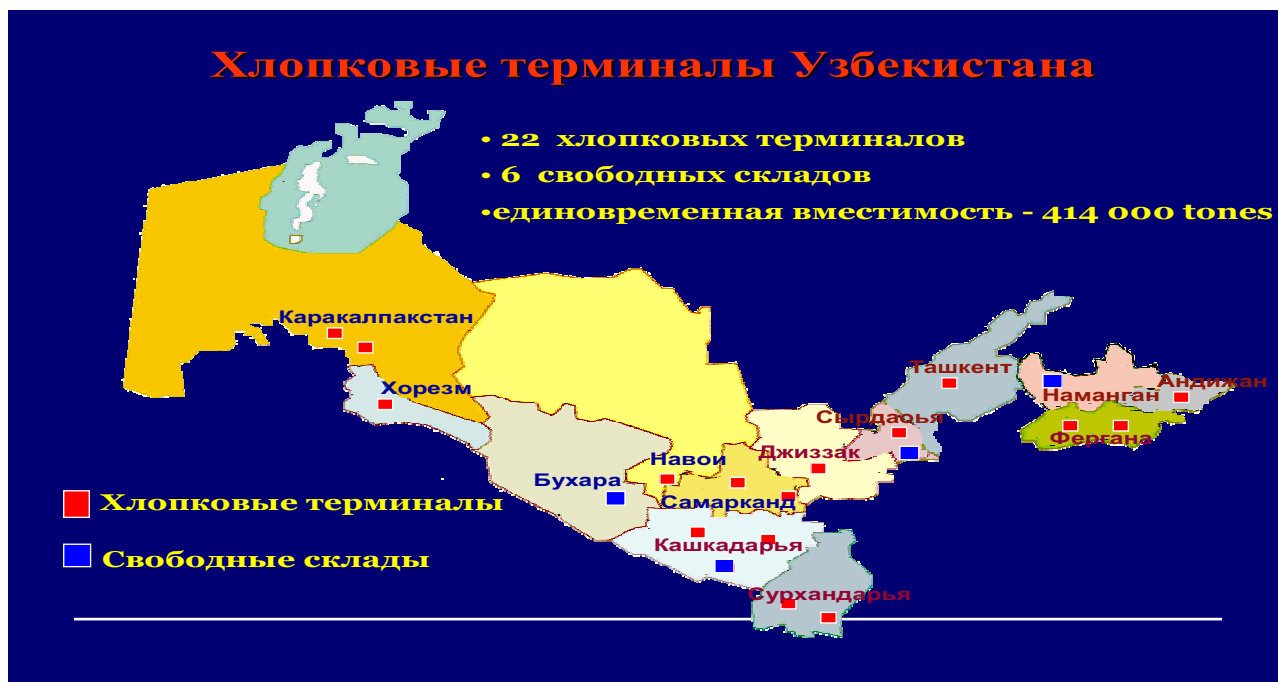 Хлопковые терминалы Узбекистана
• 22 хлопковых терминалов
• 6 свободных складов
•единовременная вместимость - 414 000 tones
Каракалпакстан
Хорезм
Ташкент
Андижан
Наманган
Сырдаоья
Фергана
Джиззак
Навои
Бухара
Самарканд
Хлопковые терминалы
Кашкадарья
Свободные склады
Сурхандарья